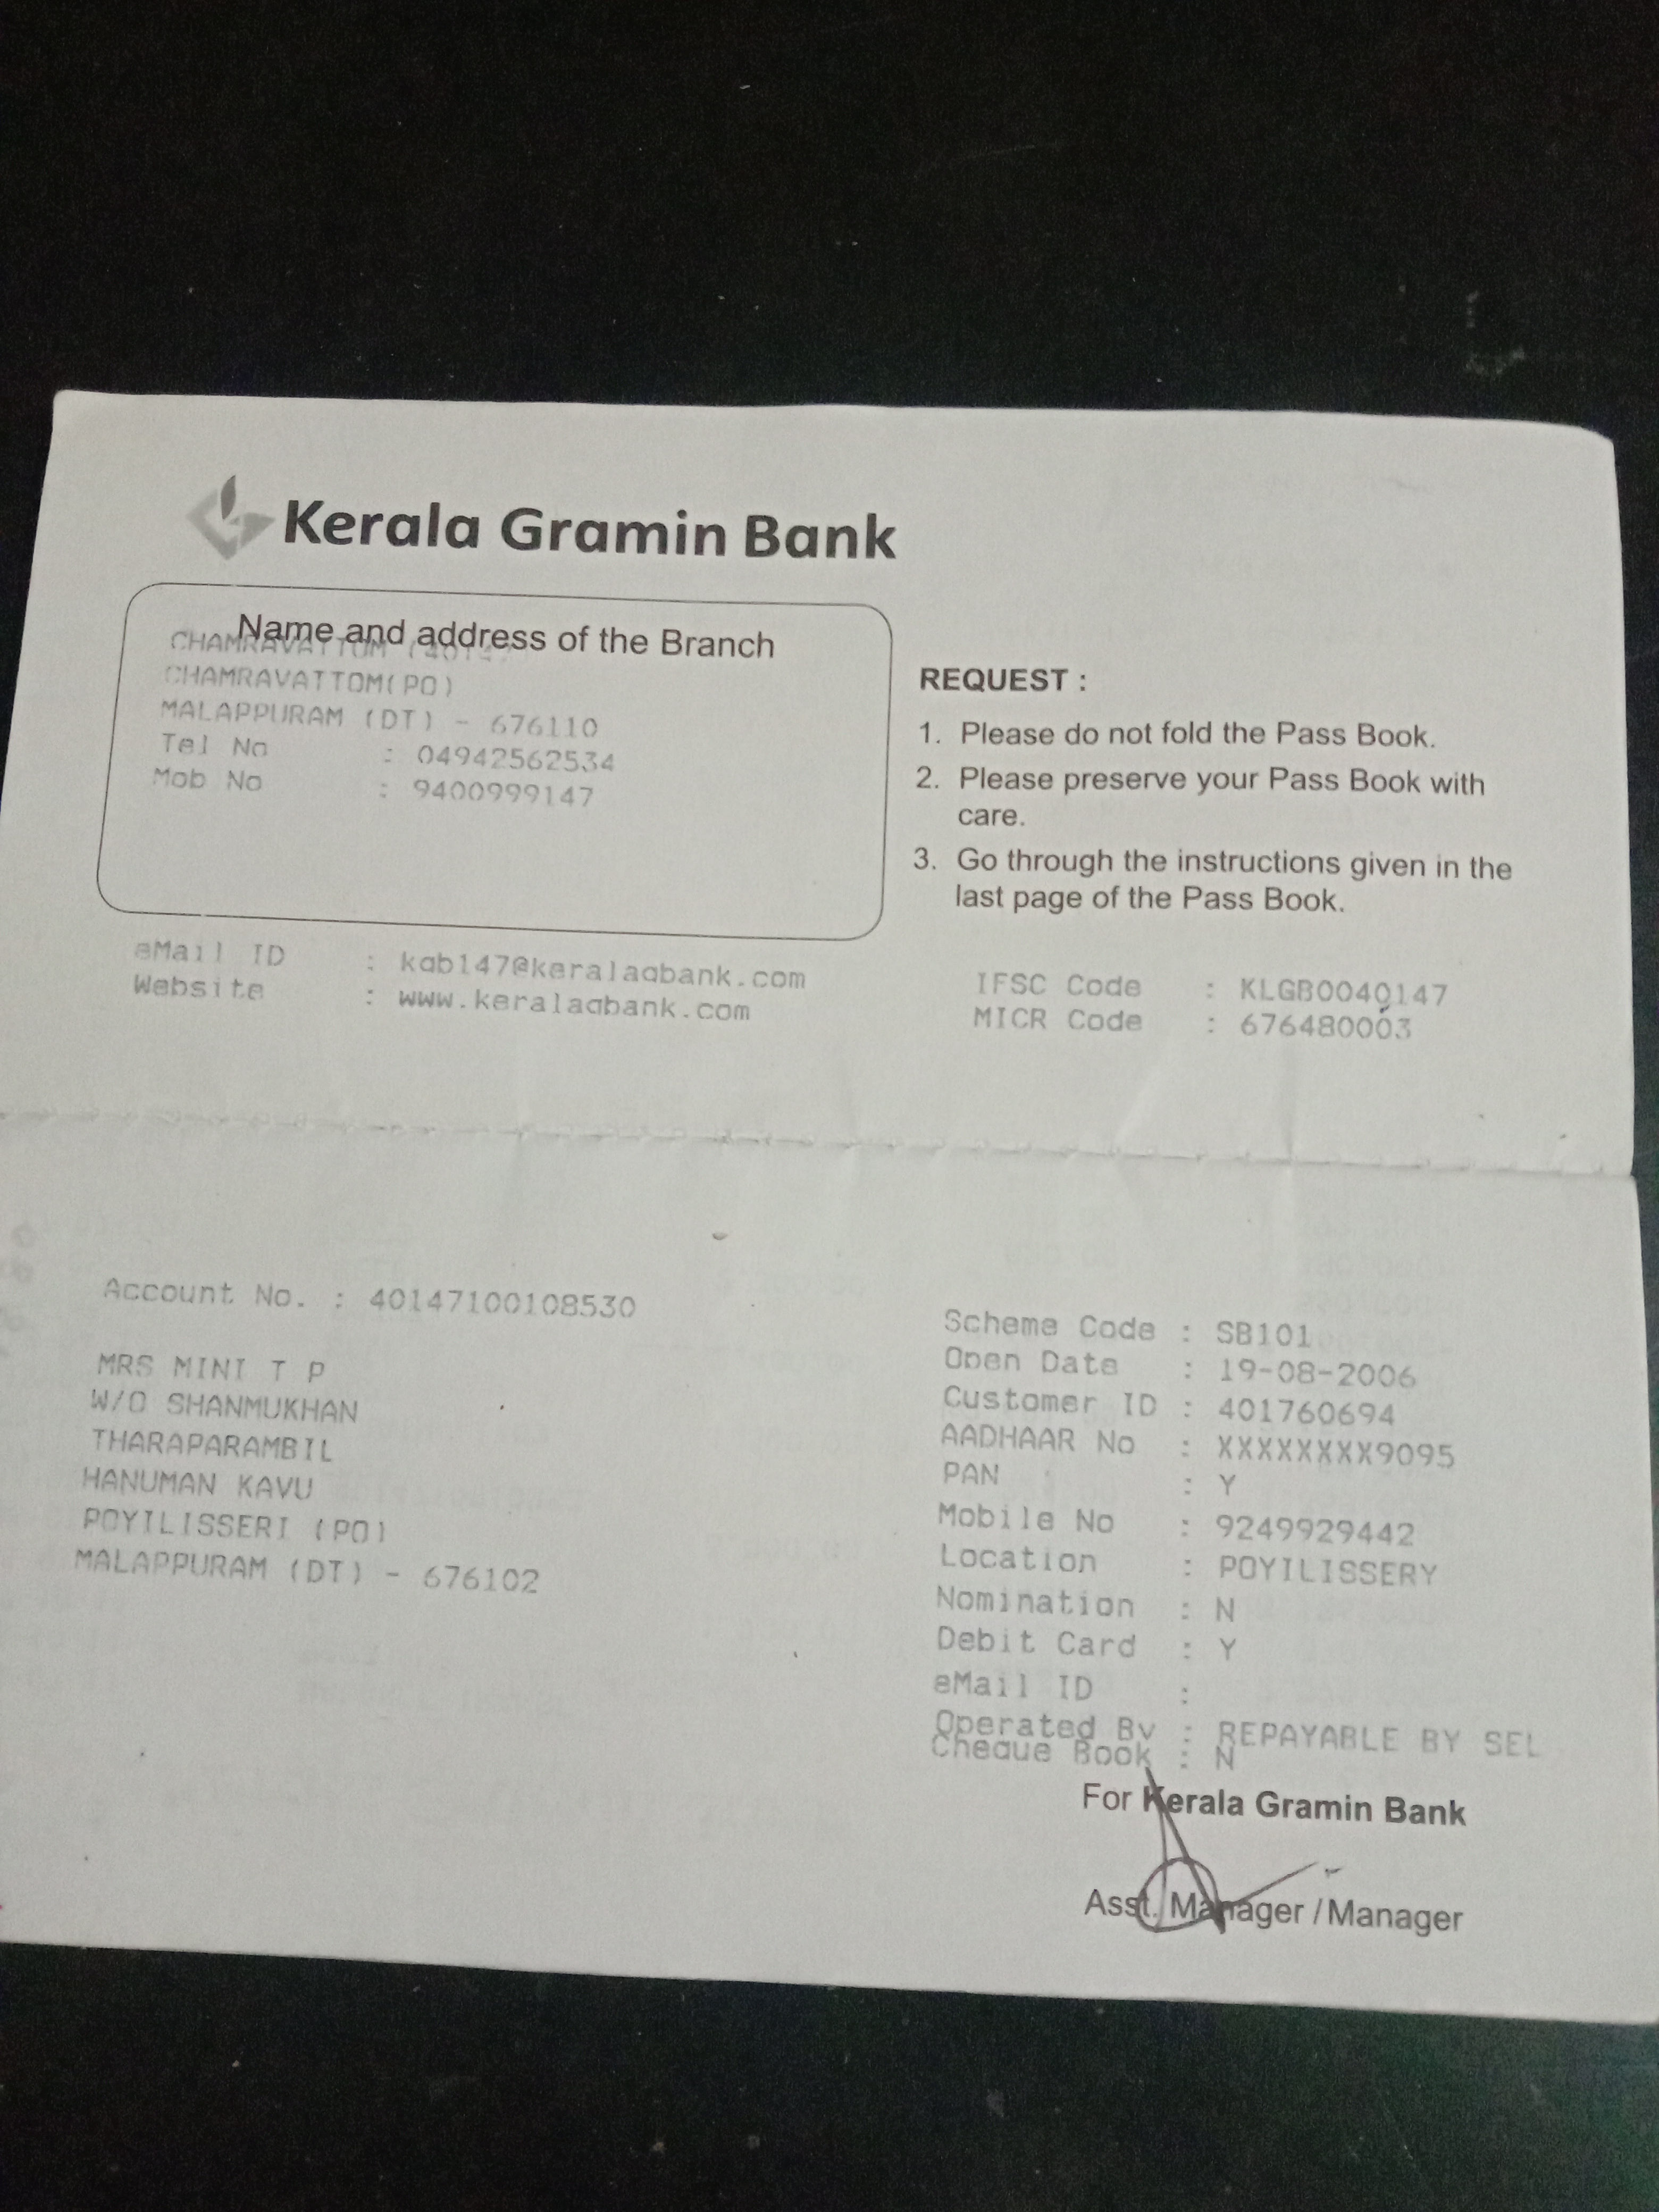 Kerala Gramin Bank
Name and address of the Branch
CHAMRAVATTOM (40147
CHAMRAVATTOM(PO)
MALAPPURAM (DT) - 676110
Tel No : 04942562534
Mob No : 9400999147
REQUEST :
1. Please do not fold the Pass Book.
2. Please preserve your Pass Book with
care.
3. Go through the instructions given in the
last page of the Pass Book.
eMail ID : kgb147@keralagbank.com
Website : www.keralagbank.com
IFSC Code : KLGB0040147
MICR Code : 676480003
Account No. : 40147100108530
MRS MINI T P
W/O SHANMUKHAN
THARAPARAMBIL
HANUMAN KAVU
POYILISSERI (PO)
MALAPPURAM (DT) - 676102
Scheme Code : SB101
Open Date : 19-08-2006
Customer ID : 401760694
AADHAAR No : XXXXXXXX9095
PAN : Y
Mobile No : 9249929442
Location : POYILISSERY
Nomination : N
Debit Card : Y
eMail ID :
Operated By : REPAYABLE BY SEL
Cheque Book : N
For Kerala Gramin Bank
Asst. Manager / Manager